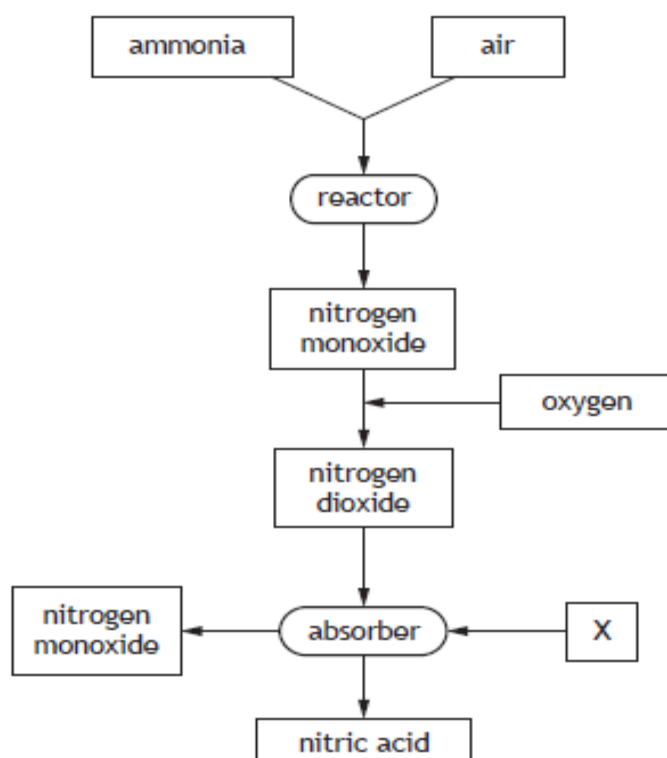 ammonia
air
reactor
nitrogen
monoxide
oxygen
nitrogen
dioxide
nitrogen
monoxide
absorber
X
nitric acid